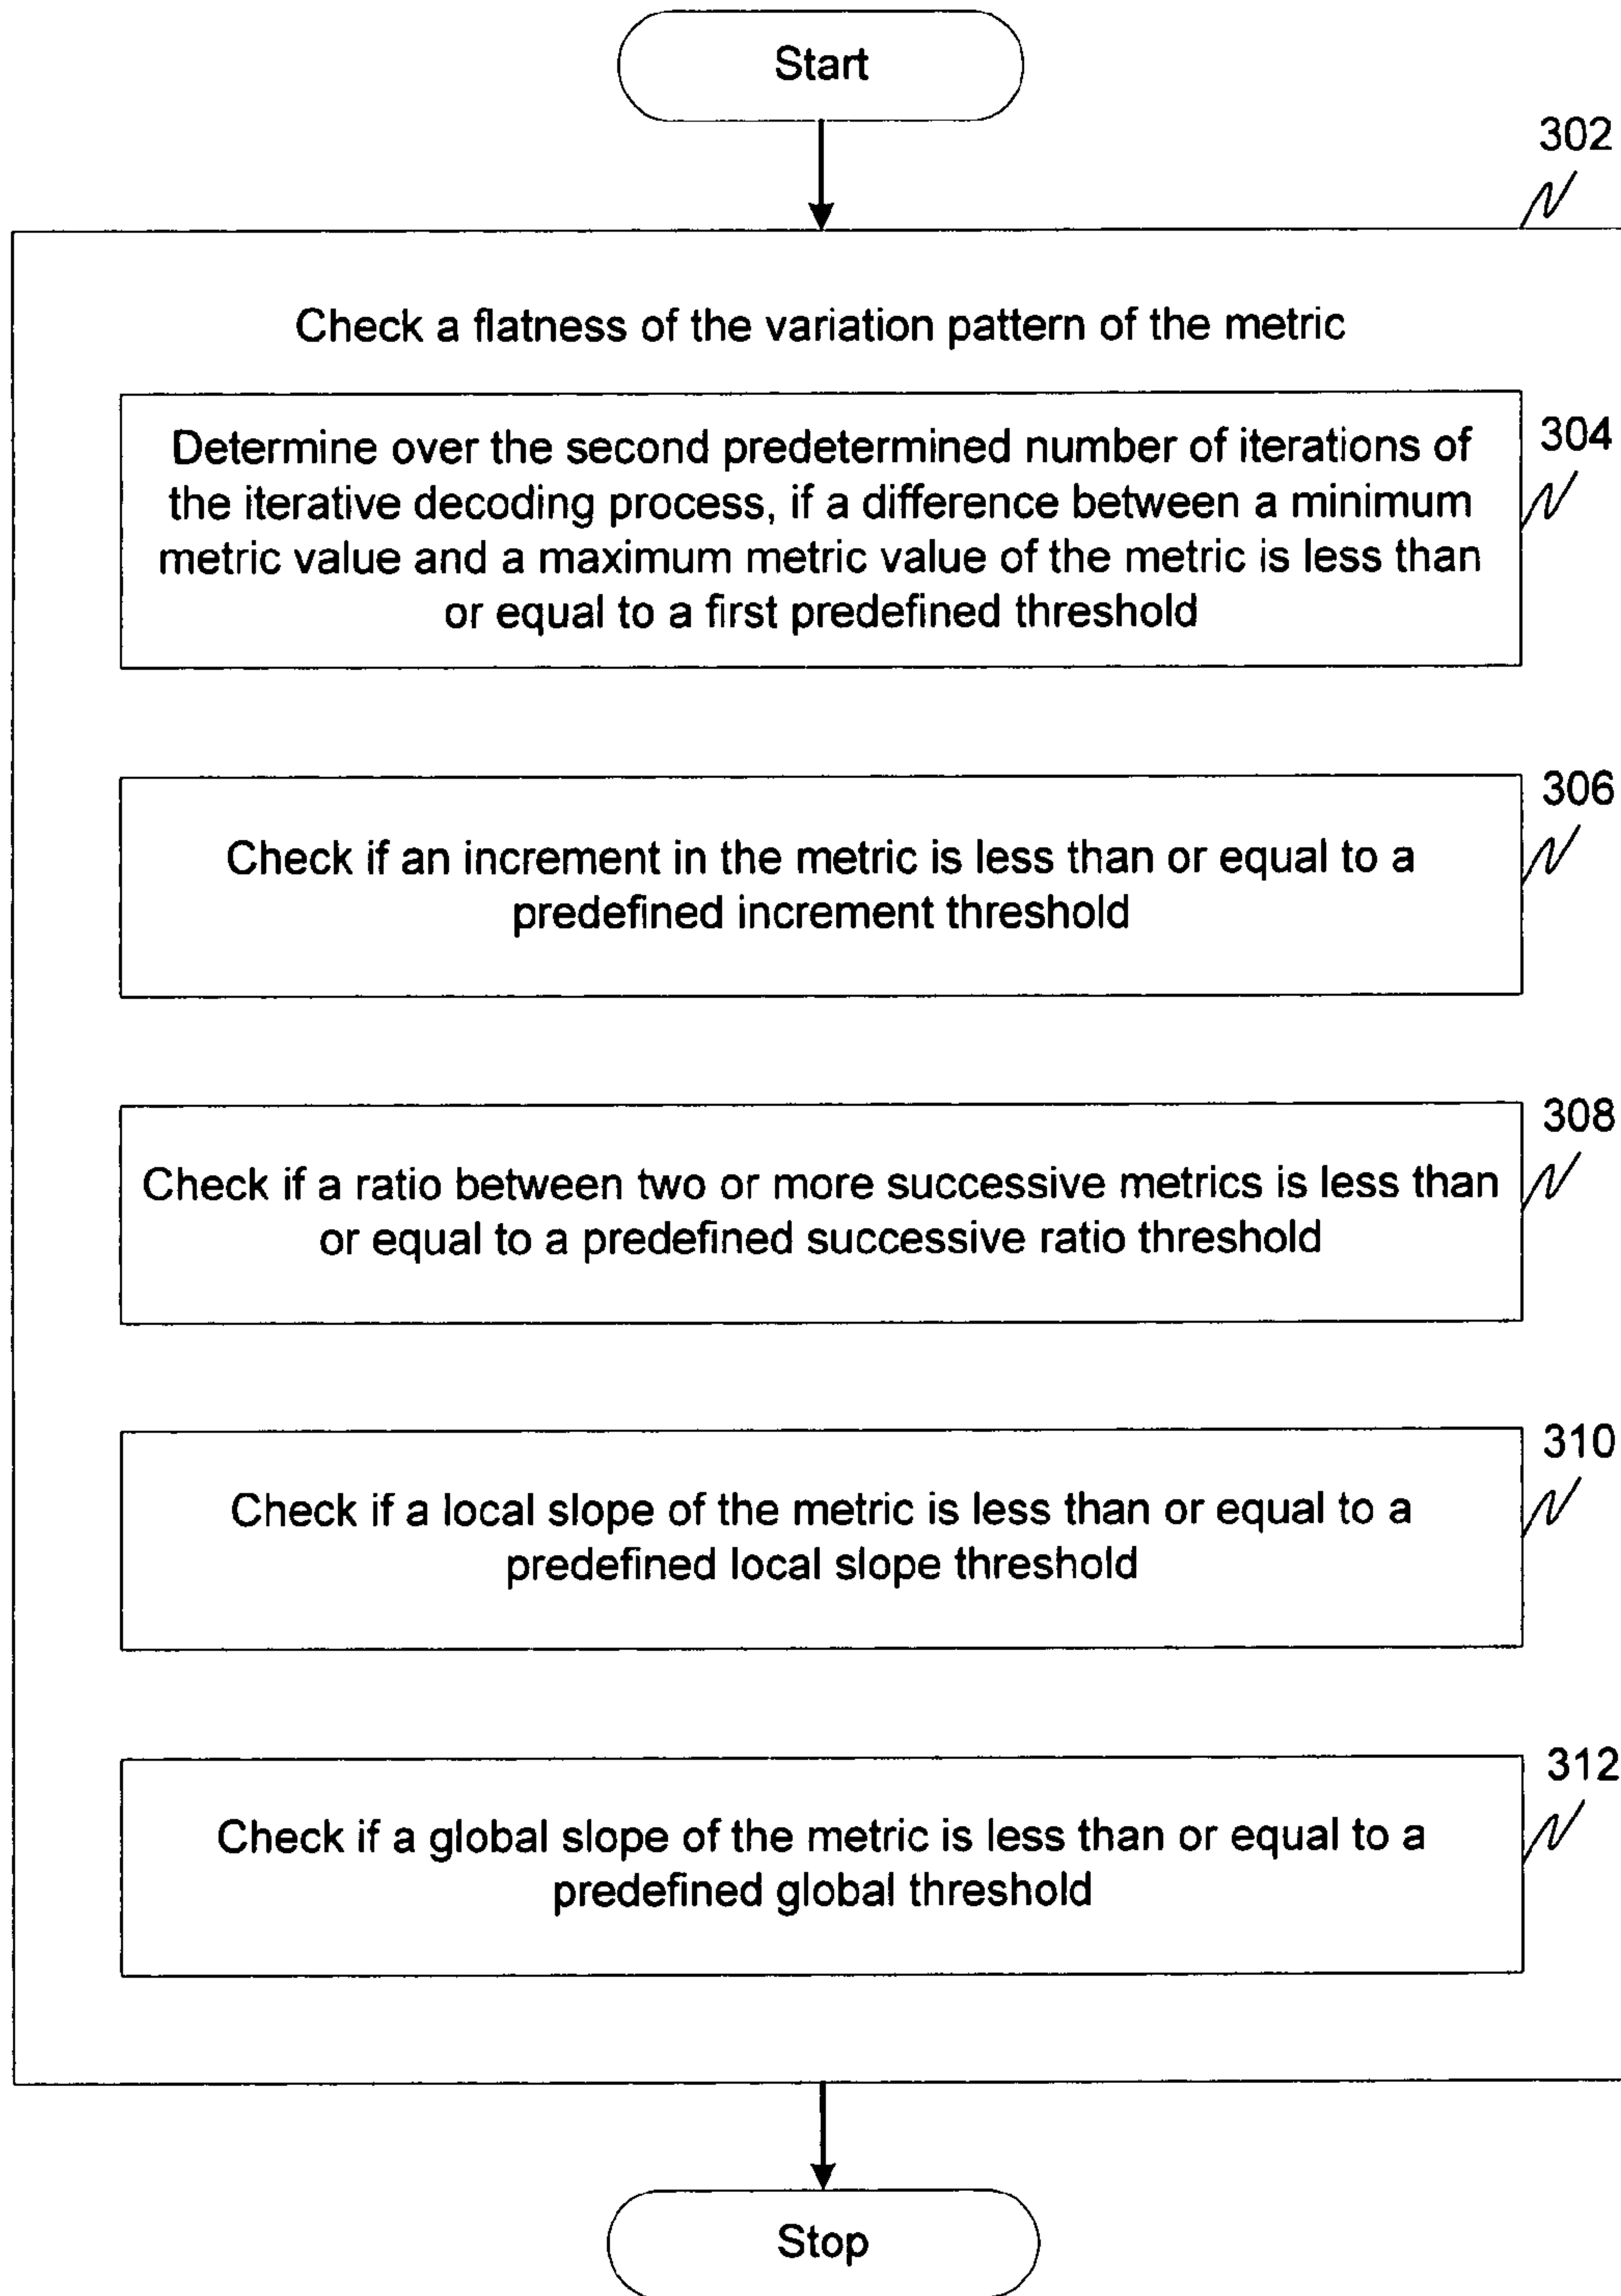 Start
302
Check a flatness of the variation pattern of the metric
Determine over the second predetermined number of iterations of
the iterative decoding process, if a difference between a minimum
metric value and a maximum metric value of the metric is less than
or equal to a first predefined threshold
304
Check if an increment in the metric is less than or equal to a
predefined increment threshold
306
Check if a ratio between two or more successive metrics is less than
or equal to a predefined successive ratio threshold
308
Check if a local slope of the metric is less than or equal to a
predefined local slope threshold
310
Check if a global slope of the metric is less than or equal to a
predefined global threshold
312
Stop